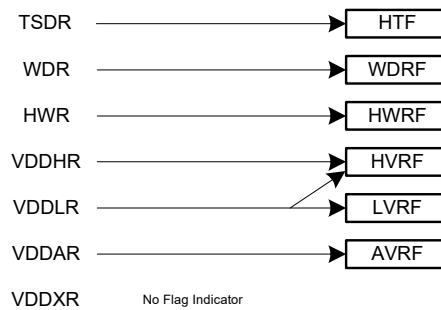 TSDR HTF
WDR WDRF
HWR HWRF
VDDHR HVRF
VDDLR LVRF
VDDAR AVRF
VDDXR No Flag Indicator